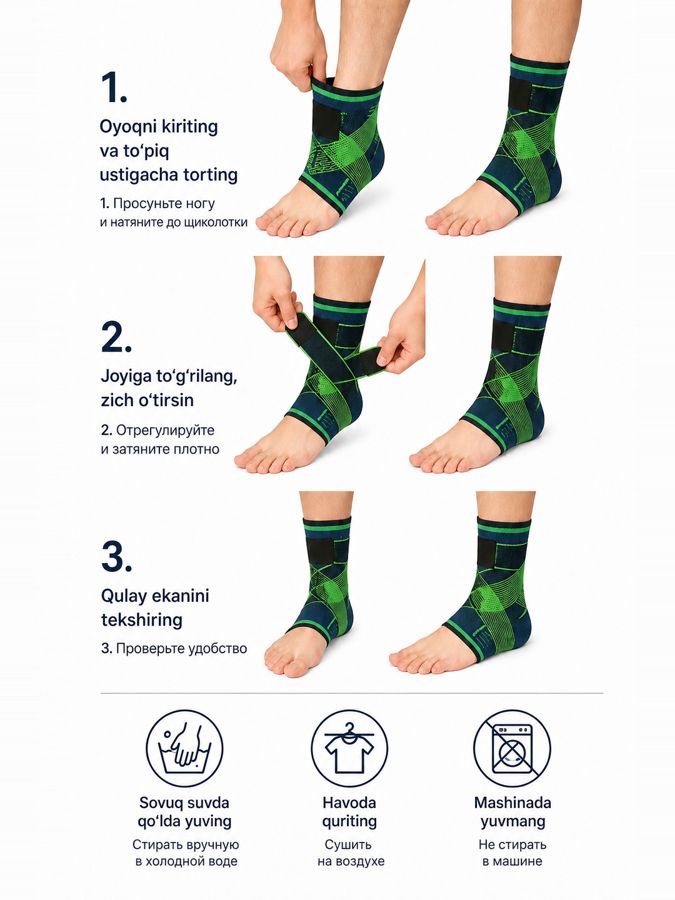 1.
Oyoqni kiriting
va to‘piq
ustigacha torting
1. Просуньте ногу
и натяните до щиколотки
2.
Joyiga to‘g‘rilang,
zich o‘tirsin
2. Отрегулируйте
и затяните плотно
3.
Qulay ekanini
tekshiring
3. Проверьте удобство
Sovuq suvda
qo‘lda yuving
Стирать вручную
в холодной воде
Havoda
quriting
Сушить
на воздухе
Mashinada
yuvmang
Не стирать
в машине